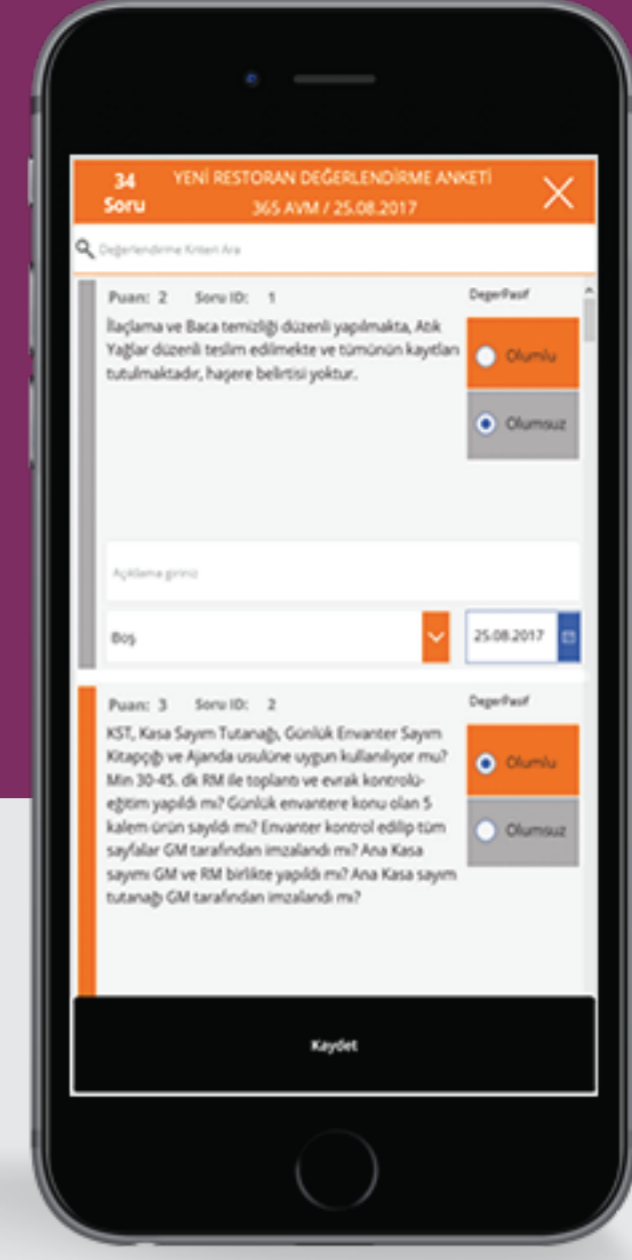 34
Soru
YENİ RESTORAN DEĞERLENDİRME ANKETİ
365 AVM / 25.08.2017
Değerlendirme Kriteri Ara
Puan: 2 Soru ID: 1
DegerPasif
İlaçlama ve Baca temizliği düzenli yapılmakta, Atık
Yağlar düzenli teslim edilmekte ve tümünün kayıtları
tutulmaktadır, haşere belirtisi yoktur.
Olumlu
Olumsuz
Açıklama giriniz
Boş
25.08.2017
Puan: 3 Soru ID: 2
DegerPasif
KST, Kasa Sayım Tutanağı, Günlük Envanter Sayım
Kitapçığı ve Ajanda usulüne uygun kullanılıyor mu?
Min 30-45. dk RM ile toplantı ve evrak kontrolü-
eğitim yapıldı mı? Günlük envantere konu olan 5
kalem ürün sayıldı mı? Envanter kontrol edilip tüm
sayfalar GM tarafından imzalandı mı? Ana Kasa
sayımı GM ve RM birlikte yapıldı mı? Ana Kasa sayım
tutanağı GM tarafından imzalandı mı?
Olumlu
Olumsuz
Kaydet